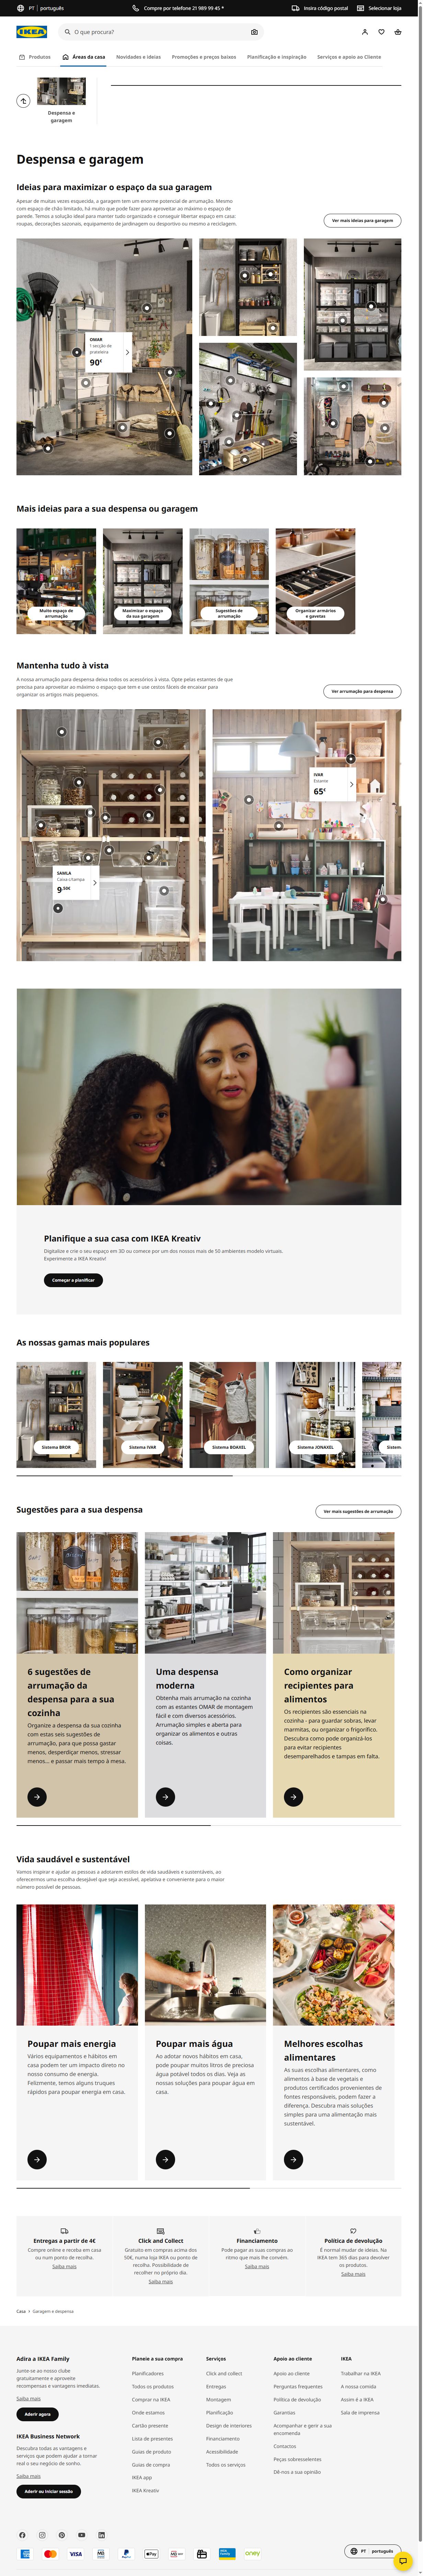 PT | português
Compre por telefone 21 989 99 45 *
Insira código postal
Selecionar loja
IKEA
O que procura?
Produtos
Áreas da casa
Novidades e ideias
Promoções e preços baixos
Planificação e inspiração
Serviços e apoio ao Cliente
Despensa e
garagem
Despensa e garagem
Ideias para maximizar o espaço da sua garagem
Apesar de muitas vezes esquecida, a garagem tem um enorme potencial de arrumação. Mesmo
com espaço de chão limitado, há muito que pode fazer para aproveitar ao máximo o espaço de
parede. Temos a solução ideal para manter tudo organizado e conseguir libertar espaço em casa:
roupas, decorações sazonais, equipamento de jardinagem ou desportivo ou mesmo a reciclagem.
Ver mais ideias para garagem
OMAR
1 secção de
prateleira
90€
Mais ideias para a sua despensa ou garagem
Muito espaço de
arrumação
Maximizar o espaço
da sua garagem
Sugestões de
arrumação
Organizar armários
e gavetas
Mantenha tudo à vista
A nossa arrumação para despensa deixa todos os acessórios à vista. Opte pelas estantes de que
precisa para aproveitar ao máximo o espaço que tem e use cestos fáceis de encaixar para
organizar os artigos mais pequenos.
Ver arrumação para despensa
IVAR
Estante
65€
SAMLA
Caixa c/tampa
9,50€
Planifique a sua casa com IKEA Kreativ
Digitalize e crie o seu espaço em 3D ou comece por um dos nossos mais de 50 ambientes modelo virtuais.
Experimente a IKEA Kreativ!
Começar a planificar
As nossas gamas mais populares
Sistema BROR
Sistema IVAR
Sistema BOAXEL
Sistema JONAXEL
Sistem
Sugestões para a sua despensa
Ver mais sugestões de arrumação
6 sugestões de
arrumação da
despensa para a sua
cozinha
Organize a despensa da sua cozinha
com estas seis sugestões de
arrumação, para que possa gastar
menos, desperdiçar menos, stressar
menos... e passar mais tempo à mesa.
Uma despensa
moderna
Obtenha mais arrumação na cozinha
com as estantes OMAR de montagem
fácil e com diversos acessórios.
Arrumação simples e aberta para
organizar os alimentos e outras
coisas.
Como organizar
recipientes para
alimentos
Os recipientes são essenciais na
cozinha - para guardar sobras, levar
marmitas, ou organizar o frigorífico.
Descubra como pode organizá-los
para evitar recipientes
desemparelhados e tampas em falta.
Vida saudável e sustentável
Vamos inspirar e ajudar as pessoas a adotarem estilos de vida saudáveis e sustentáveis, ao
oferecermos uma escolha desejável que seja acessível, apelativa e conveniente para o maior
número possível de pessoas.
Poupar mais energia
Vários equipamentos e hábitos em
casa podem ter um impacto direto no
nosso consumo de energia.
Felizmente, temos alguns truques
rápidos para poupar energia em casa.
Poupar mais água
Ao adotar novos hábitos em casa,
pode poupar muitos litros de preciosa
água potável todos os dias. Veja as
nossas soluções para poupar água em
casa.
Melhores escolhas
alimentares
As suas escolhas alimentares, como
alimentos à base de vegetais e
produtos certificados provenientes de
fontes responsáveis, podem fazer a
diferença. Descubra mais soluções
simples para uma alimentação mais
sustentável.
Entregas a partir de 4€
Compre online e receba em casa
ou num ponto de recolha.
Saiba mais
Click and Collect
Gratuito em compras acima dos
50€, numa loja IKEA ou ponto de
recolha. Possibilidade de
recolher no próprio dia.
Saiba mais
Financiamento
Pode pagar as suas compras ao
ritmo que mais lhe convém.
Saiba mais
Política de devolução
É normal mudar de ideias. Na
IKEA tem 365 dias para devolver
os produtos.
Saiba mais
Casa > Garagem e despensa
Adira a IKEA Family
Junte-se ao nosso clube
gratuitamente e aproveite
recompensas e vantagens imediatas.
Saiba mais
Aderir agora
IKEA Business Network
Descubra todas as vantagens e
serviços que podem ajudar a tornar
real o seu negócio de sonho.
Saiba mais
Aderir ou iniciar sessão
Planeie a sua compra
Planificadores
Todos os produtos
Comprar na IKEA
Onde estamos
Cartão presente
Lista de presentes
Guias de produto
Guias de compra
IKEA app
IKEA Kreativ
Serviços
Click and collect
Entregas
Montagem
Planificação
Design de interiores
Financiamento
Acessibilidade
Todos os serviços
Apoio ao cliente
Apoio ao cliente
Perguntas frequentes
Política de devolução
Garantias
Acompanhar e gerir a sua
encomenda
Contactos
Peças sobresselentes
Dê-nos a sua opinião
IKEA
Trabalhar na IKEA
A nossa comida
Assim é a IKEA
Sala de imprensa
VISA
PayPal
Pay
oney
PT | português